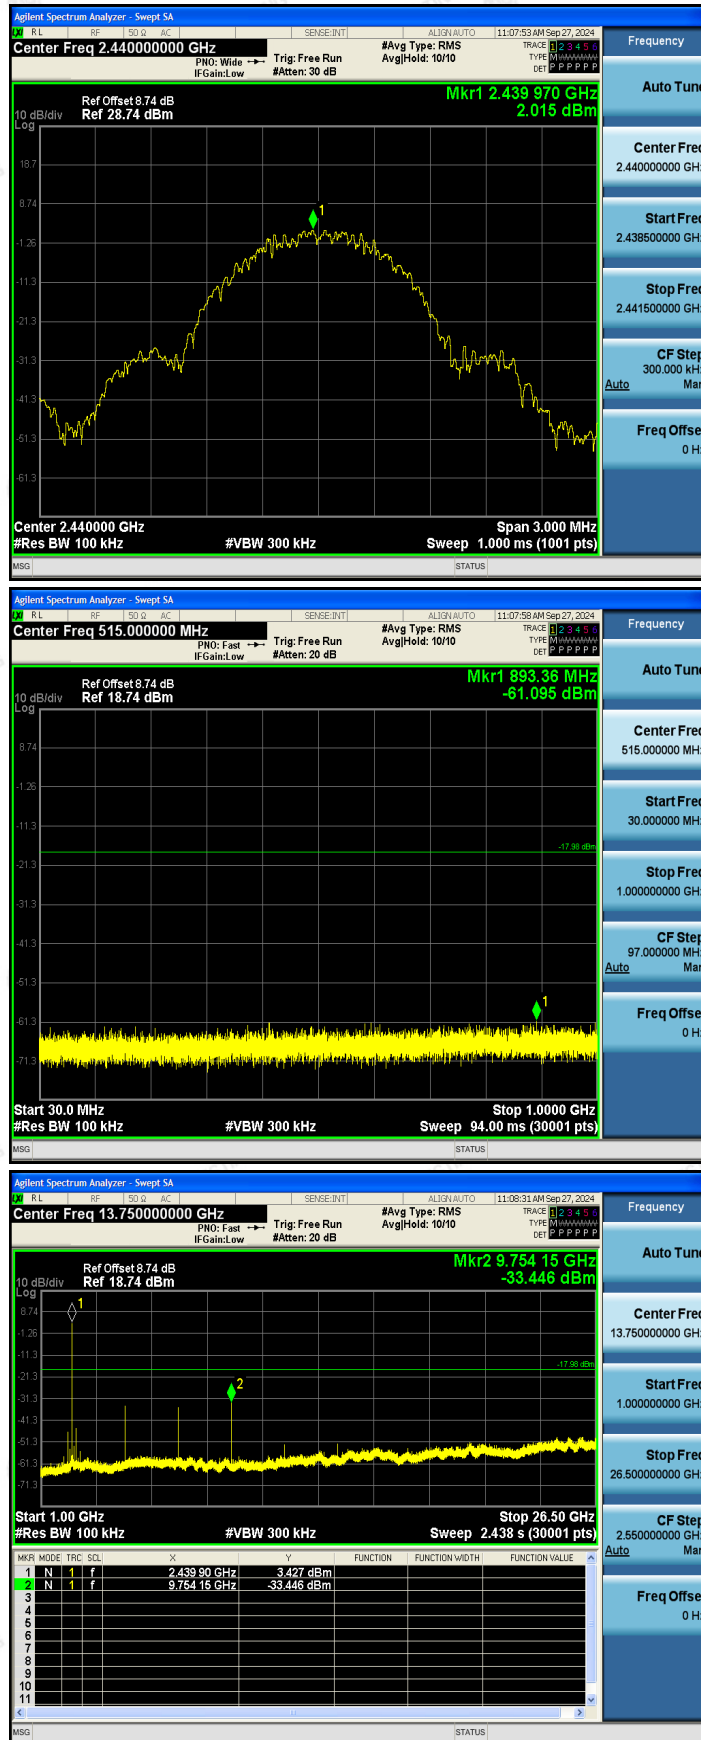 Agilent Spectrum Analyzer - Swept SA
LXI RL RF 50 Ω AC SENSE:INT ALIGN AUTO 11:07:53 AM Sep 27, 2024
Center Freq 2.440000000 GHz #Avg Type: RMS TRACE 1 2 3 4 5 6
PNO: Wide Trig: Free Run Avg|Hold: 10/10 TYPE M
IFGain:Low #Atten: 30 dB DET P P P P P P
Frequency
Auto Tune
Ref Offset 8.74 dB
10 dB/div Ref 28.74 dBm
Log
Mkr1 2.439 970 GHz
2.015 dBm
18.7
8.74
-1.26
-11.3
-21.3
-31.3
-41.3
-51.3
-61.3
1
Center Freq
2.440000000 GHz
Start Freq
2.438500000 GHz
Stop Freq
2.441500000 GHz
CF Step
300.000 kHz
Auto Man
Freq Offset
0 Hz
Center 2.440000 GHz Span 3.000 MHz
#Res BW 100 kHz #VBW 300 kHz Sweep 1.000 ms (1001 pts)
MSG STATUS
Agilent Spectrum Analyzer - Swept SA
LXI RL RF 50 Ω AC SENSE:INT ALIGN AUTO 11:07:58 AM Sep 27, 2024
Center Freq 515.000000 MHz #Avg Type: RMS TRACE 1 2 3 4 5 6
PNO: Fast Trig: Free Run Avg|Hold: 10/10 TYPE M
IFGain:Low #Atten: 20 dB DET P P P P P P
Frequency
Auto Tune
Ref Offset 8.74 dB
10 dB/div Ref 18.74 dBm
Log
Mkr1 893.36 MHz
-61.095 dBm
8.74
-1.26
-11.3
-21.3
-31.3
-41.3
-51.3
-61.3
-71.3
-17.98 dBm
1
Center Freq
515.000000 MHz
Start Freq
30.000000 MHz
Stop Freq
1.000000000 GHz
CF Step
97.000000 MHz
Auto Man
Freq Offset
0 Hz
Start 30.0 MHz Stop 1.0000 GHz
#Res BW 100 kHz #VBW 300 kHz Sweep 94.00 ms (30001 pts)
MSG STATUS
Agilent Spectrum Analyzer - Swept SA
LXI RL RF 50 Ω AC SENSE:INT ALIGN AUTO 11:08:31 AM Sep 27, 2024
Center Freq 13.750000000 GHz #Avg Type: RMS TRACE 1 2 3 4 5 6
PNO: Fast Trig: Free Run Avg|Hold: 10/10 TYPE M
IFGain:Low #Atten: 20 dB DET P P P P P P
Frequency
Auto Tune
Ref Offset 8.74 dB
10 dB/div Ref 18.74 dBm
Log
Mkr2 9.754 15 GHz
-33.446 dBm
8.74
-1.26
-11.3
-21.3
-31.3
-41.3
-51.3
-61.3
-71.3
-17.98 dBm
1
2
Center Freq
13.750000000 GHz
Start Freq
1.000000000 GHz
Stop Freq
26.500000000 GHz
CF Step
2.550000000 GHz
Auto Man
Freq Offset
0 Hz
Start 1.00 GHz Stop 26.50 GHz
#Res BW 100 kHz #VBW 300 kHz Sweep 2.438 s (30001 pts)
MKR MODE TRC SCL X Y FUNCTION FUNCTION WIDTH FUNCTION VALUE
1 N 1 f 2.439 90 GHz 3.427 dBm
2 N 1 f 9.754 15 GHz -33.446 dBm
3
4
5
6
7
8
9
10
11
MSG STATUS